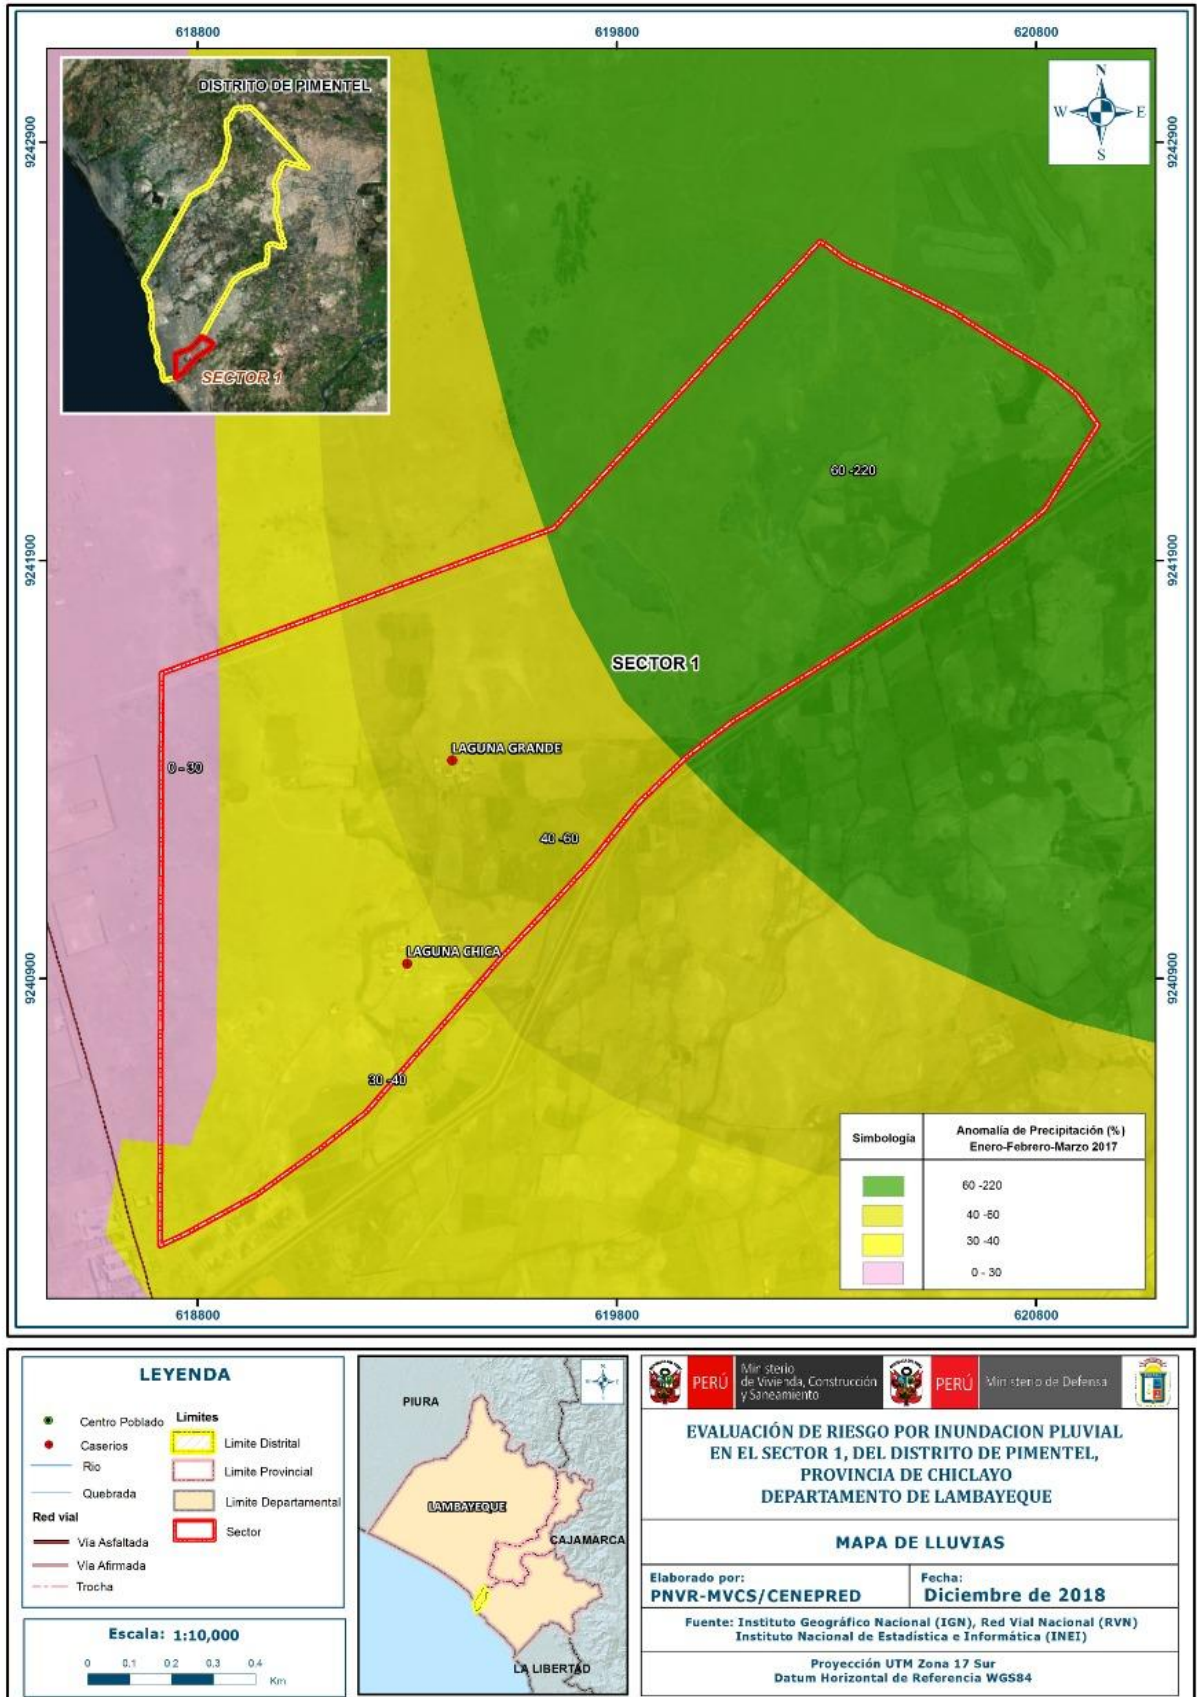 618800
619800
620800
DISTRITO DE PIMENTEL
SECTOR 1
N
W
E
S
9242900
9242900
60 -220
9241900
9241900
SECTOR 1
LAGUNA GRANDE
0 - 30
40 -60
LAGUNA CHICA
9240900
9240900
30 -40
Simbología
Anomalía de Precipitación (%)
Enero-Febrero-Marzo 2017
60 -220
40 -60
30 -40
0 - 30
618800
619800
620800
LEYENDA
Centro Poblado
Caserios
Rio
Quebrada
Red vial
Vía Asfaltada
Vía Afirmada
Trocha
Limites
Limite Distrital
Limite Provincial
Limite Departamental
Sector
Escala: 1:10,000
0 0.1 0.2 0.3 0.4
Km
PIURA
LAMBAYEQUE
CAJAMARCA
LA LIBERTAD
PERÚ
Ministerio
de Vivienda, Construcción
y Saneamiento
PERÚ
Ministerio de Defensa
EVALUACIÓN DE RIESGO POR INUNDACION PLUVIAL
EN EL SECTOR 1, DEL DISTRITO DE PIMENTEL,
PROVINCIA DE CHICLAYO
DEPARTAMENTO DE LAMBAYEQUE
MAPA DE LLUVIAS
Elaborado por:
PNVR-MVCS/CENEPRED
Fecha:
Diciembre de 2018
Fuente: Instituto Geográfico Nacional (IGN), Red Vial Nacional (RVN)
Instituto Nacional de Estadística e Informática (INEI)
Proyección UTM Zona 17 Sur
Datum Horizontal de Referencia WGS84